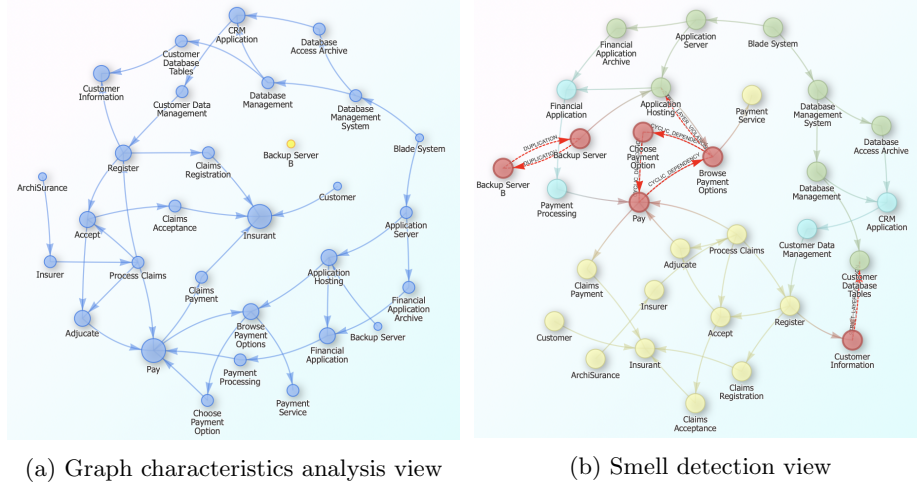 CRM
Application
Database
Access Archive
Customer
Database
Tables
Customer
Information
Customer Data
Management
Database
Management
Database
Management
System
Blade System
Backup Server
B
Register
Claims
Registration
ArchiSurance
Customer
Claims
Acceptance
Accept
Insurant
Application
Server
Insurer
Process Claims
Application
Hosting
Claims
Payment
Financial
Application
Archive
Adjucate
Browse
Payment
Options
Backup Server
Financial
Application
Pay
Payment
Processing
Payment
Service
Choose
Payment
Option
Financial
Application
Archive
Application
Server
Blade System
Financial
Application
Application
Hosting
Payment
Service
Database
Management
System
Database
Access Archive
DUPLICATION
DUPLICATION
Backup Server
Backup Server
B
CYCLIC_DEPENDENCY
Choose
Payment
Option
Browse
Payment
Options
CYCLIC_DEPENDENCY
Database
Management
Payment
Processing
Pay
CRM
Application
Process Claims
Customer Data
Management
Adjucate
Customer
Database
Tables
Claims
Payment
Insurer
Register
Accept
Customer
Customer
Information
Insurant
ArchiSurance
Claims
Registration
Claims
Acceptance
(a) Graph characteristics analysis view
(b) Smell detection view